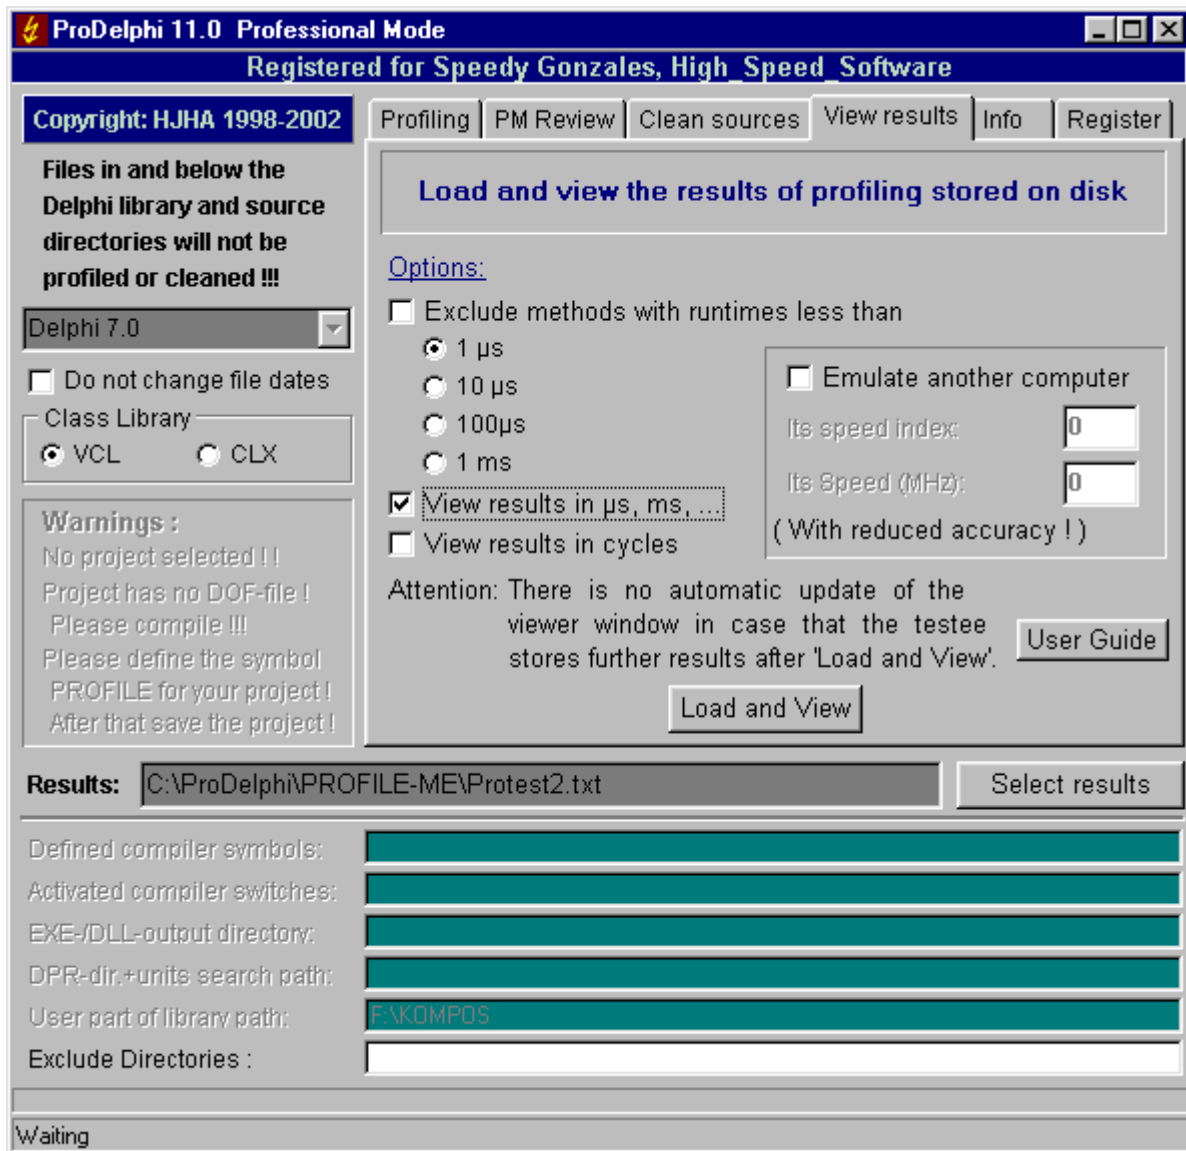 ProDelphi 11.0 Professional Mode
Registered for Speedy Gonzales, High_Speed_Software
Copyright: HJHA 1998-2002
Files in and below the
Delphi library and source
directories will not be
profiled or cleaned !!!
Delphi 7.0
Do not change file dates
Class Library
VCL CLX
Warnings :
No project selected ! !
Project has no DOF-file !
Please compile !!!
Please define the symbol
PROFILE for your project !
After that save the project !
Profiling PM Review Clean sources View results Info Register
Load and view the results of profiling stored on disk
Options:
Exclude methods with runtimes less than
1 µs
10 µs
100µs
1 ms
View results in µs, ms, ...
View results in cycles
Emulate another computer
Its speed index: 0
Its Speed (MHz): 0
( With reduced accuracy ! )
Attention: There is no automatic update of the
viewer window in case that the testee
stores further results after 'Load and View'.
User Guide
Load and View
Results: C:\ProDelphi\PROFILE-ME\Protest2.txt Select results
Defined compiler symbols:
Activated compiler switches:
EXE-/DLL-output directory:
DPR-dir.+units search path:
User part of library path: F:\KOMPOS
Exclude Directories :
Waiting